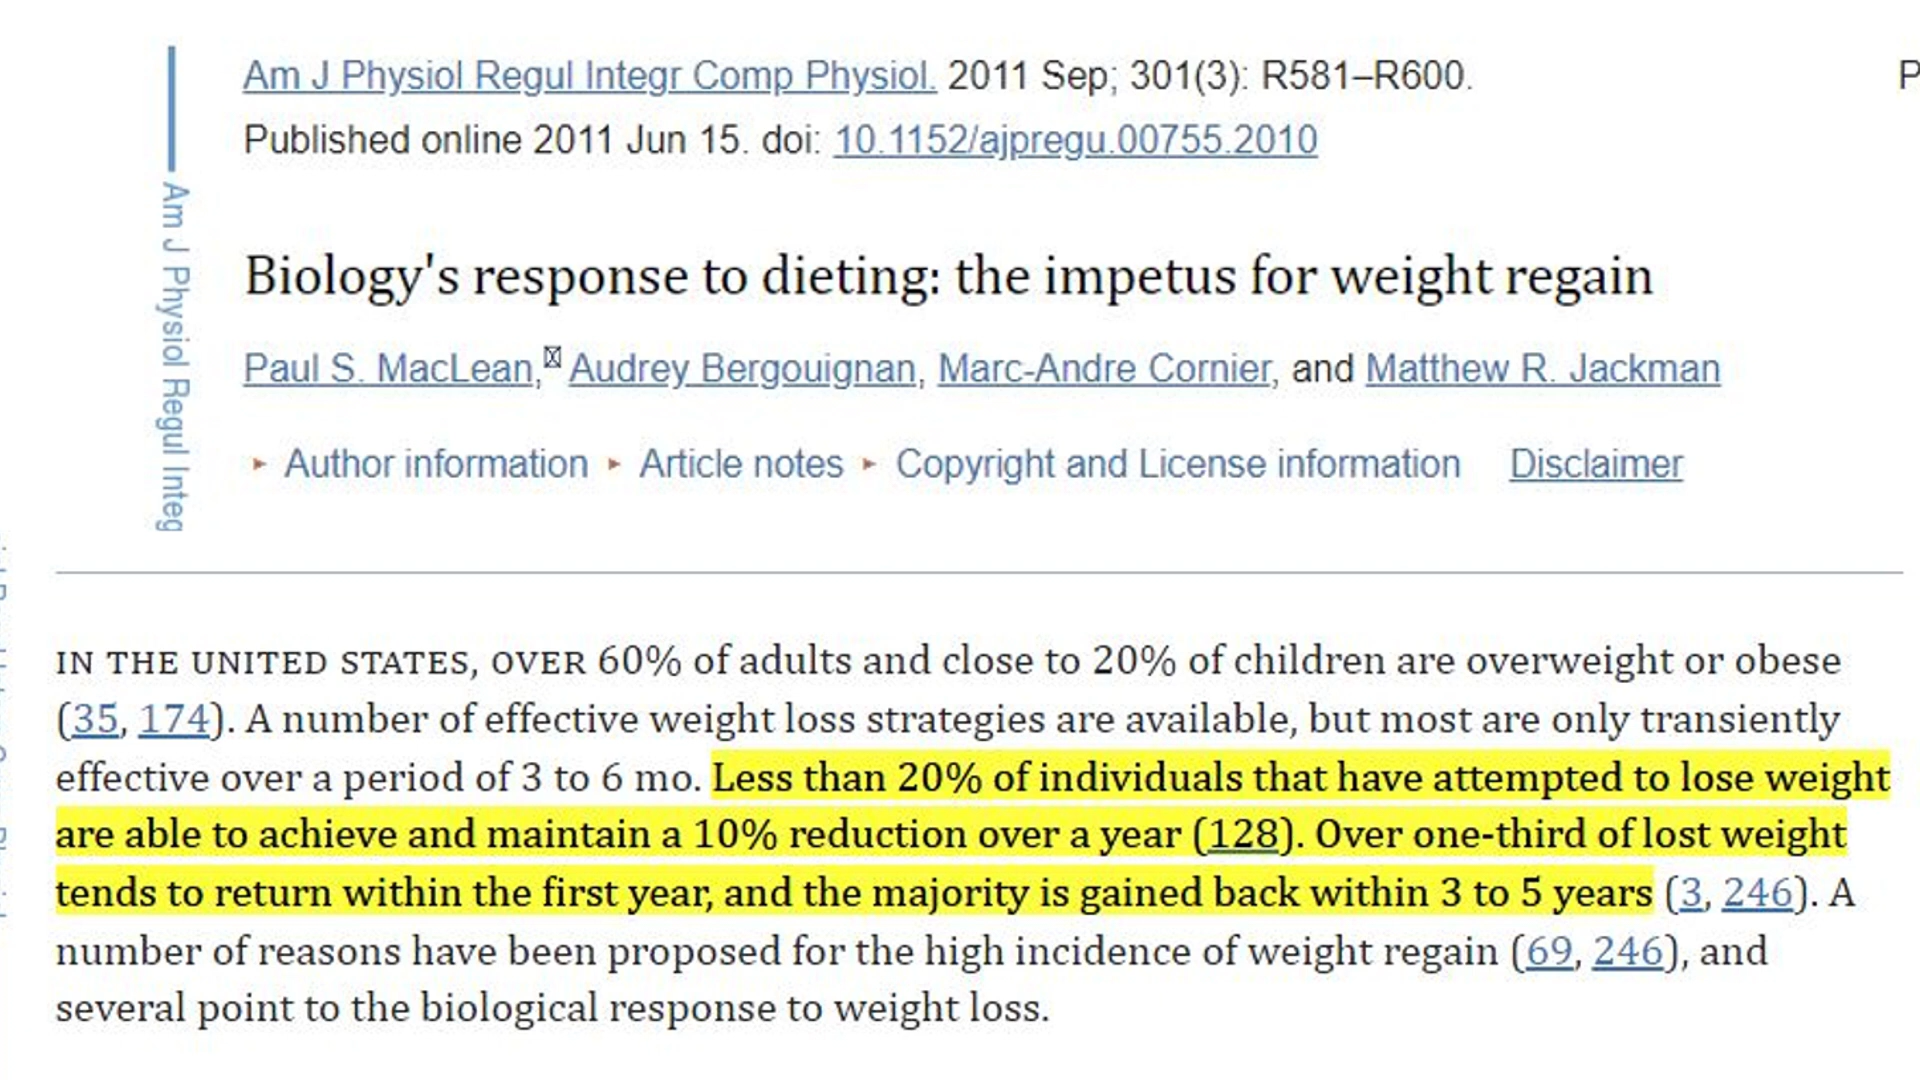 Am J Physiol Regul Integr Comp Physiol. 2011 Sep; 301(3): R581–R600.
P
Published online 2011 Jun 15. doi: 10.1152/ajpregu.00755.2010
Am J Physiol Regul Integ
Biology's response to dieting: the impetus for weight regain
Paul S. MacLean, Audrey Bergouignan, Marc-Andre Cornier, and Matthew R. Jackman
▸ Author information ▸ Article notes ▸ Copyright and License information Disclaimer
IN THE UNITED STATES, OVER 60% of adults and close to 20% of children are overweight or obese
(35, 174). A number of effective weight loss strategies are available, but most are only transiently
effective over a period of 3 to 6 mo. Less than 20% of individuals that have attempted to lose weight
are able to achieve and maintain a 10% reduction over a year (128). Over one-third of lost weight
tends to return within the first year, and the majority is gained back within 3 to 5 years (3, 246). A
number of reasons have been proposed for the high incidence of weight regain (69, 246), and
several point to the biological response to weight loss.